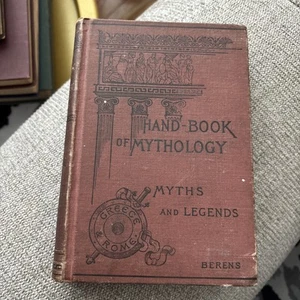 HAND-BOOK
OF MYTHOLOGY
MYTHS
AND LEGENDS
GREECE
& ROME
BERENS